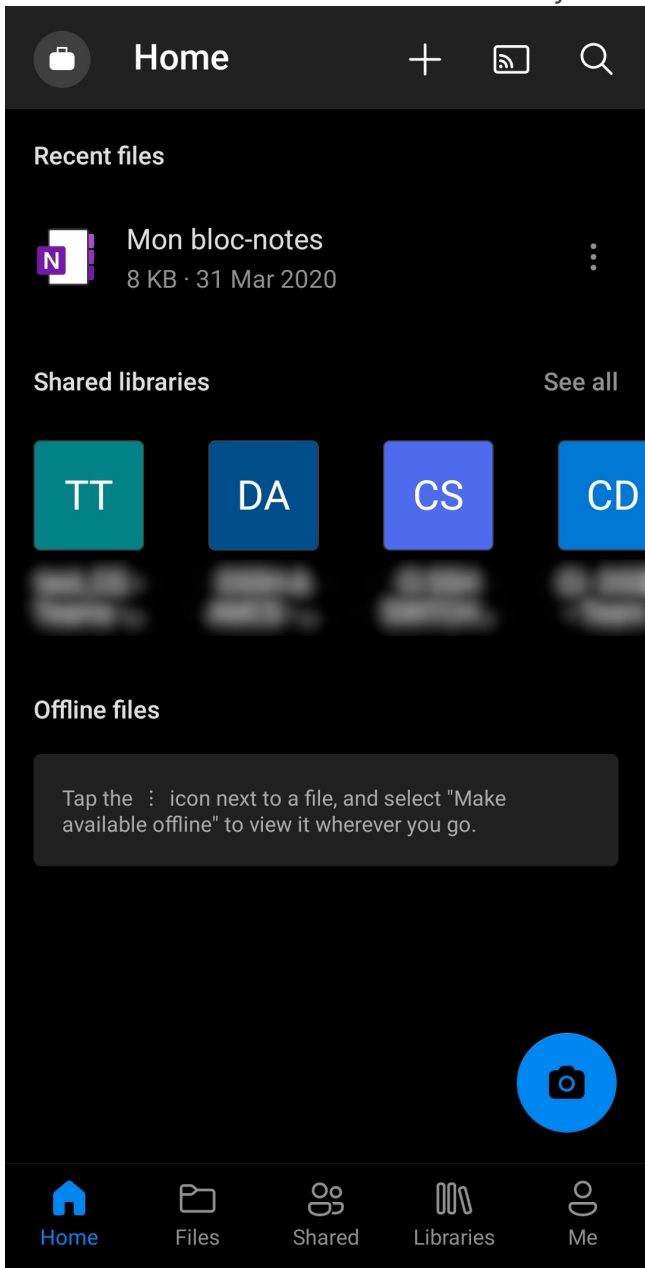 Home
Recent files
N
Mon bloc-notes
8 KB · 31 Mar 2020
Shared libraries
See all
TT
DA
CS
CD
Offline files
Tap the ⋮ icon next to a file, and select "Make
available offline" to view it wherever you go.
Home
Files
Shared
Libraries
Me